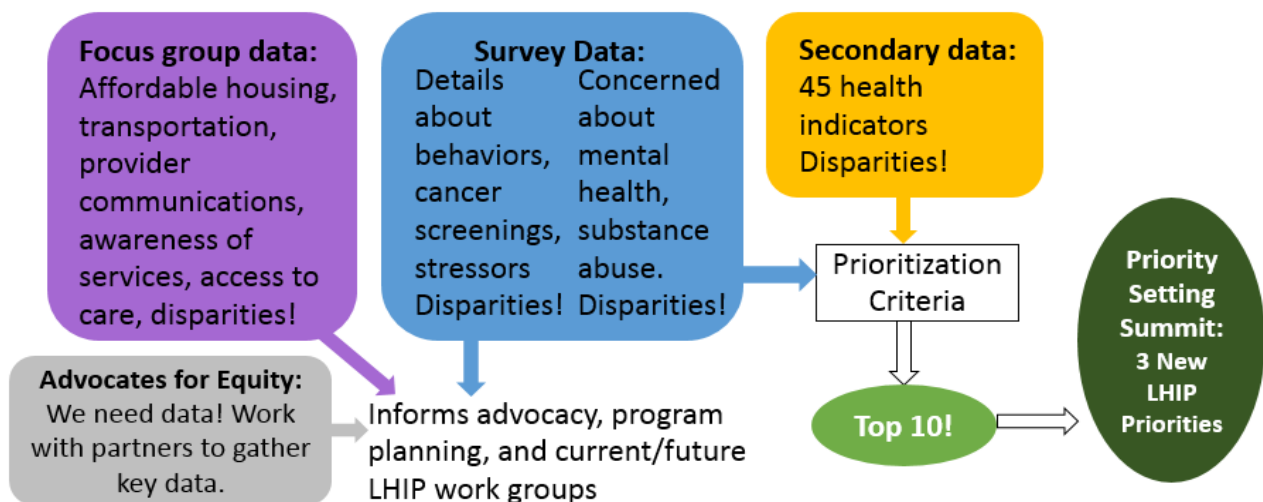 Focus group data:
Affordable housing,
transportation,
provider
communications,
awareness of
services, access to
care, disparities!
Survey Data:
Details
about
behaviors,
cancer
screenings,
stressors
Disparities!
Concerned
about
mental
health,
substance
abuse.
Disparities!
Secondary data:
45 health
indicators
Disparities!
Prioritization
Criteria
Top 10!
Priority
Setting
Summit:
3 New
LHIP
Priorities
Advocates for Equity:
We need data! Work
with partners to gather
key data.
Informs advocacy, program
planning, and current/future
LHIP work groups